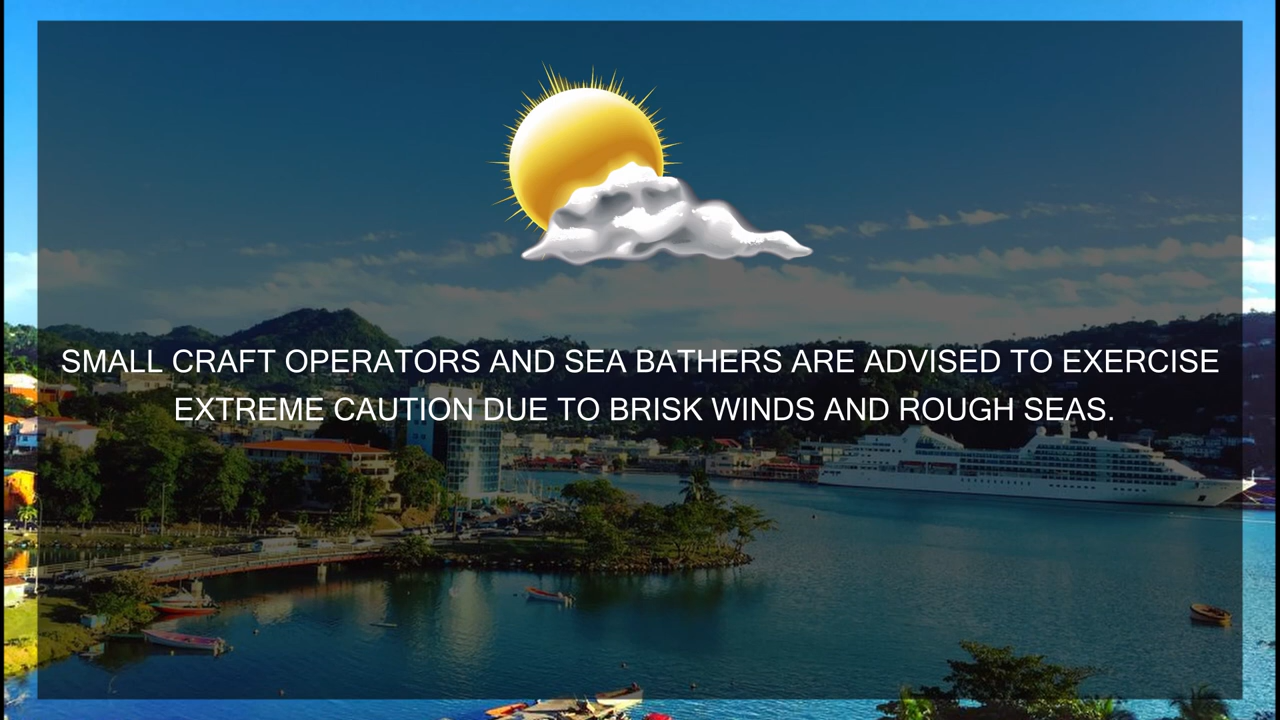 SMALL CRAFT OPERATORS AND SEA BATHERS ARE ADVISED TO EXERCISE
EXTREME CAUTION DUE TO BRISK WINDS AND ROUGH SEAS.